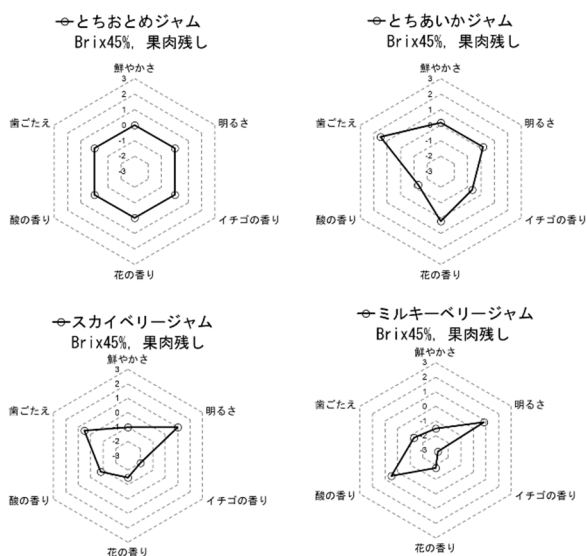 とちおとめジャム
Brix45%, 果肉残し
鮮やかさ
3
2
1
0
-1
-2
-3
明るさ
イチゴの香り
花の香り
酸の香り
歯ごたえ
とちあいかジャム
Brix45%, 果肉残し
鮮やかさ
3
2
1
0
-1
-2
-3
明るさ
イチゴの香り
花の香り
酸の香り
歯ごたえ
スカイベリージャム
Brix45%, 果肉残し
鮮やかさ
3
2
1
0
-1
-2
-3
明るさ
イチゴの香り
花の香り
酸の香り
歯ごたえ
ミルキーベリージャム
Brix45%, 果肉残し
鮮やかさ
3
2
1
0
-1
-2
-3
明るさ
イチゴの香り
花の香り
酸の香り
歯ごたえ